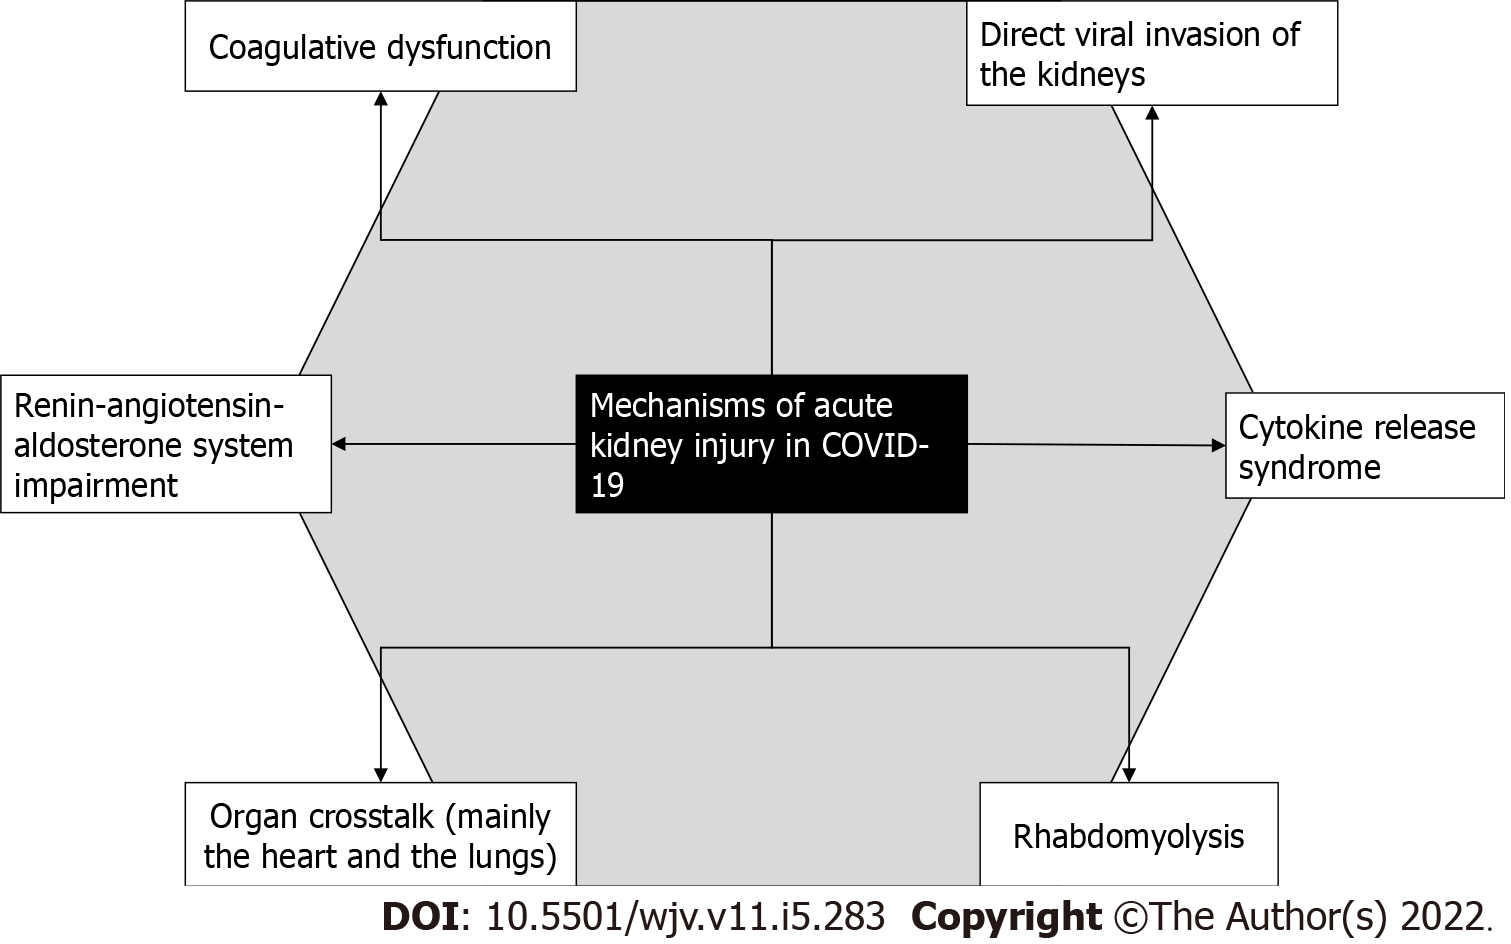 Coagulative dysfunction
Direct viral invasion of
the kidneys
Renin-angiotensin-
aldosterone system
impairment
Mechanisms of acute
kidney injury in COVID-
19
Cytokine release
syndrome
Organ crosstalk (mainly
the heart and the lungs)
Rhabdomyolysis
DOI: 10.5501/wjv.v11.i5.283 Copyright ©The Author(s) 2022.